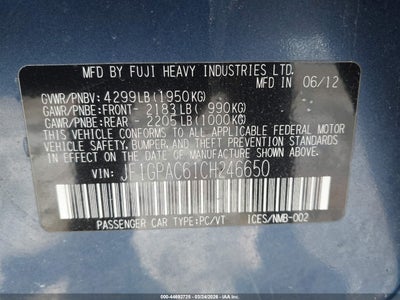 MFD BY FUJI HEAVY INDUSTRIES LTD.
MFD IN 06/12
GVWR/PNBV: 4299LB(1950KG)
GAWR/PNBE:FRONT- 2183LB( 990KG)
GAWR/PNBE:REAR - 2205LB(1000KG)
THIS VEHICLE CONFORMS TO ALL APPLICABLE
FEDERAL MOTOR VEHICLE SAFETY, BUMPER,
AND THEFT PREVENTION STANDARDS IN EFFECT
ON THE DATE OF MANUFACTURE SHOWN ABOVE.
VIN: JF1GPAC61CH246650
PASSENGER CAR TYPE:PC/VT ICES/NMB-002